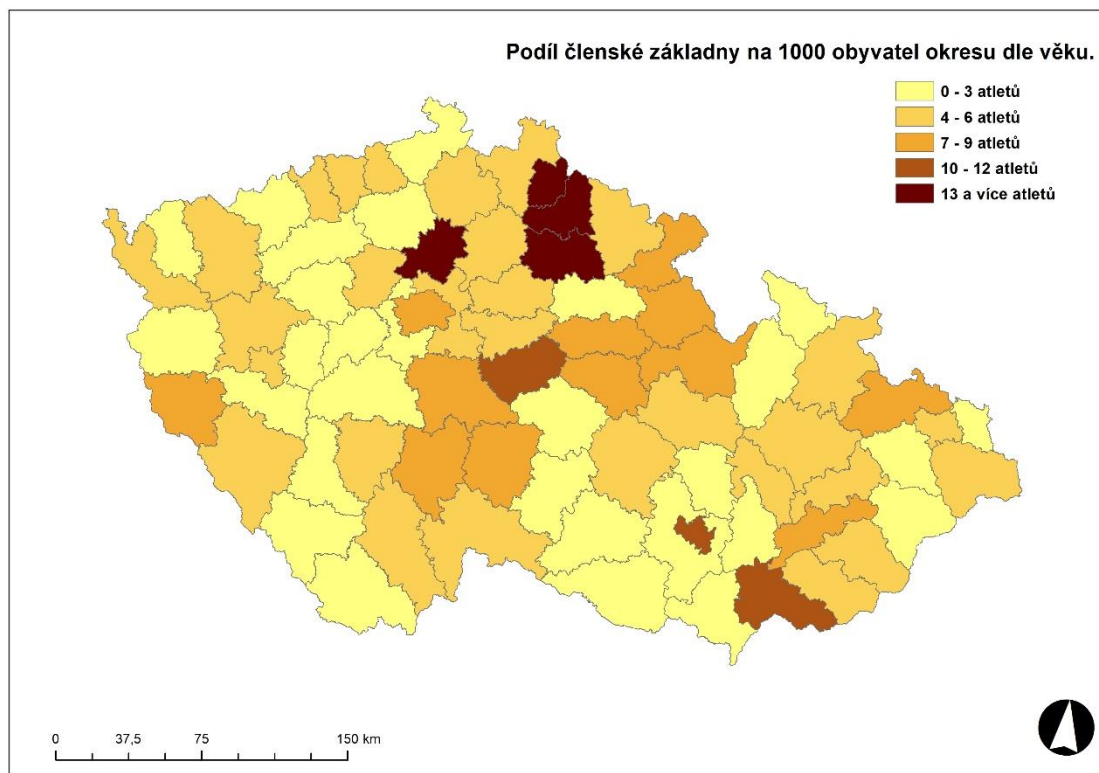 Podíl členské základny na 1000 obyvatel okresu dle věku.
0 - 3 atletů
4 - 6 atletů
7 - 9 atletů
10 - 12 atletů
13 a více atletů
0 37,5 75 150 km